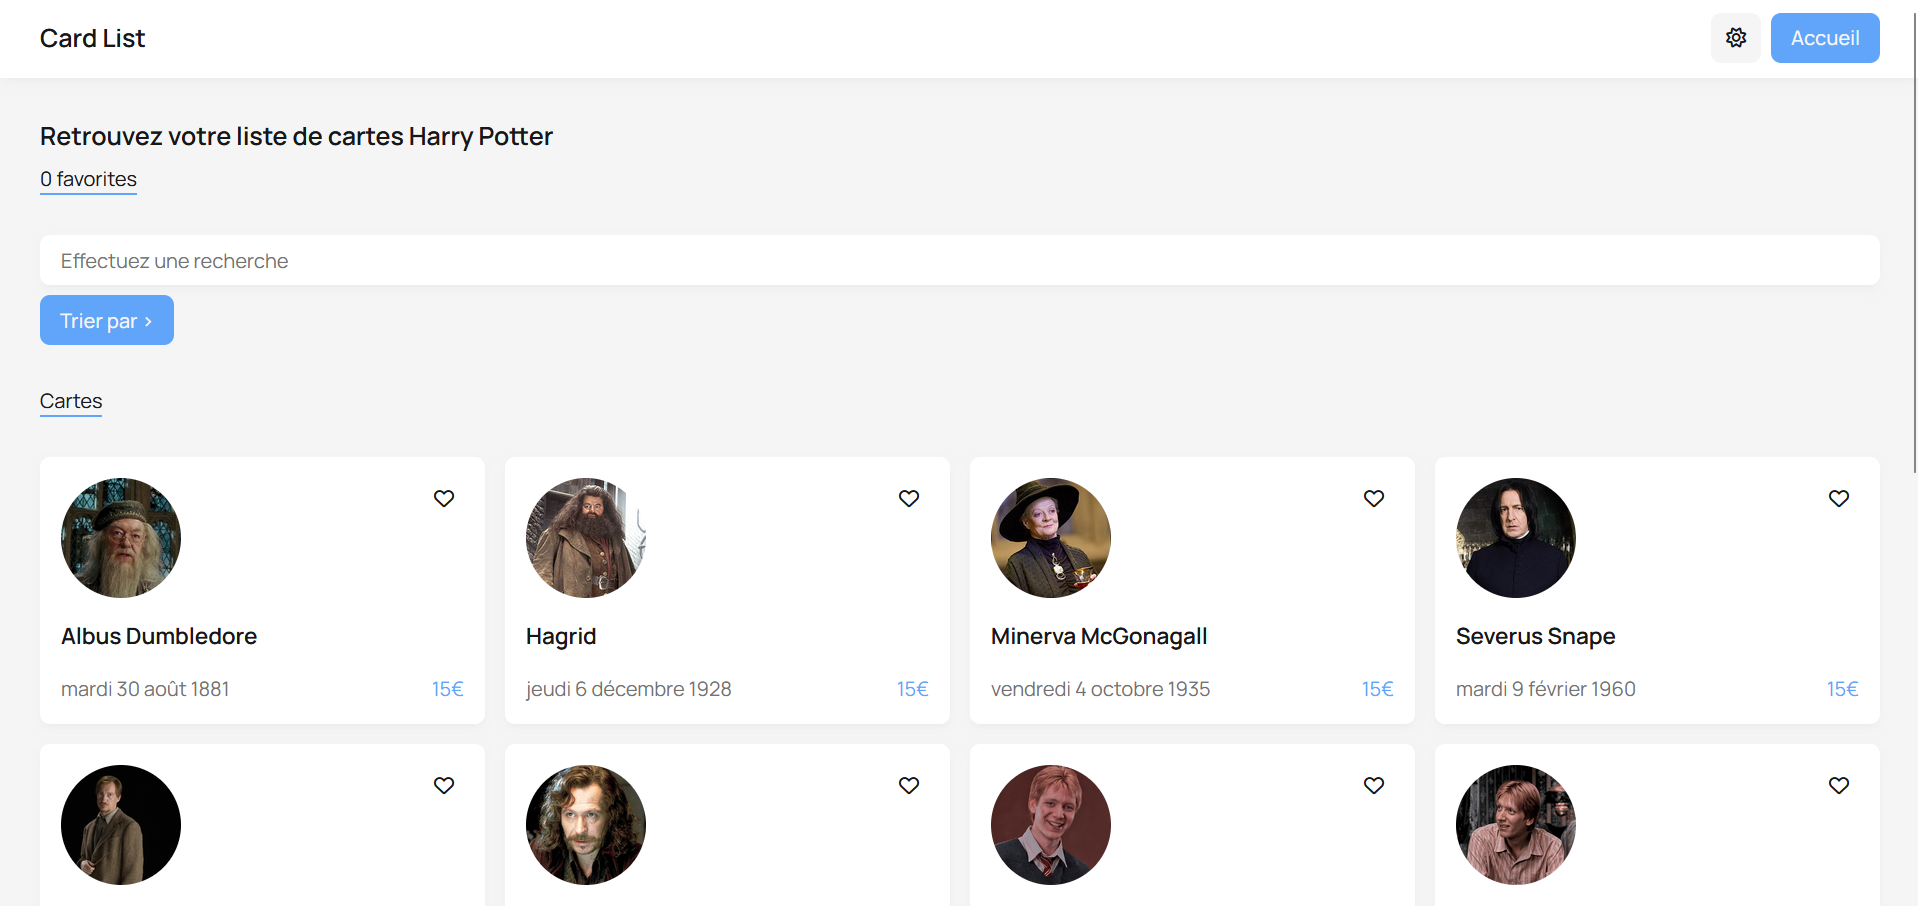 Card List
Accueil
Retrouvez votre liste de cartes Harry Potter
0 favorites
Effectuez une recherche
Trier par >
Cartes
Albus Dumbledore
mardi 30 août 1881
15€
Hagrid
jeudi 6 décembre 1928
15€
Minerva McGonagall
vendredi 4 octobre 1935
15€
Severus Snape
mardi 9 février 1960
15€